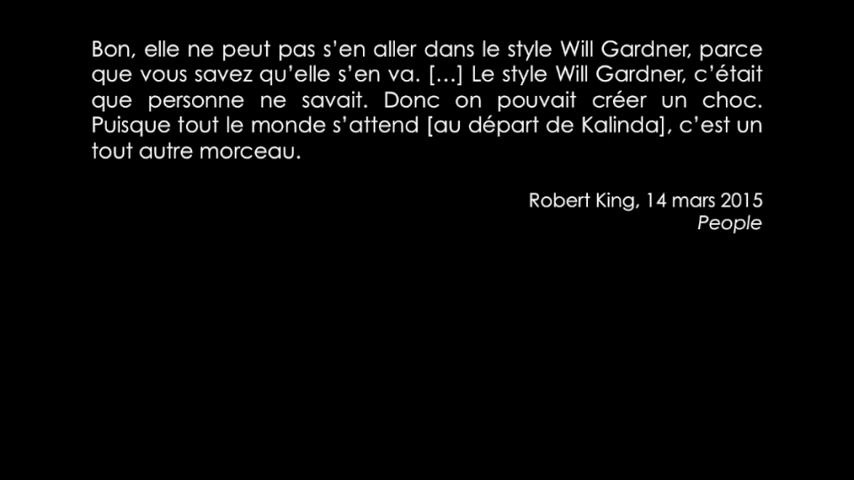 Bon, elle ne peut pas s’en aller dans le style Will Gardner, parce
que vous savez qu’elle s’en va. […] Le style Will Gardner, c’était
que personne ne savait. Donc on pouvait créer un choc.
Puisque tout le monde s’attend [au départ de Kalinda], c’est un
tout autre morceau.
Robert King, 14 mars 2015
People